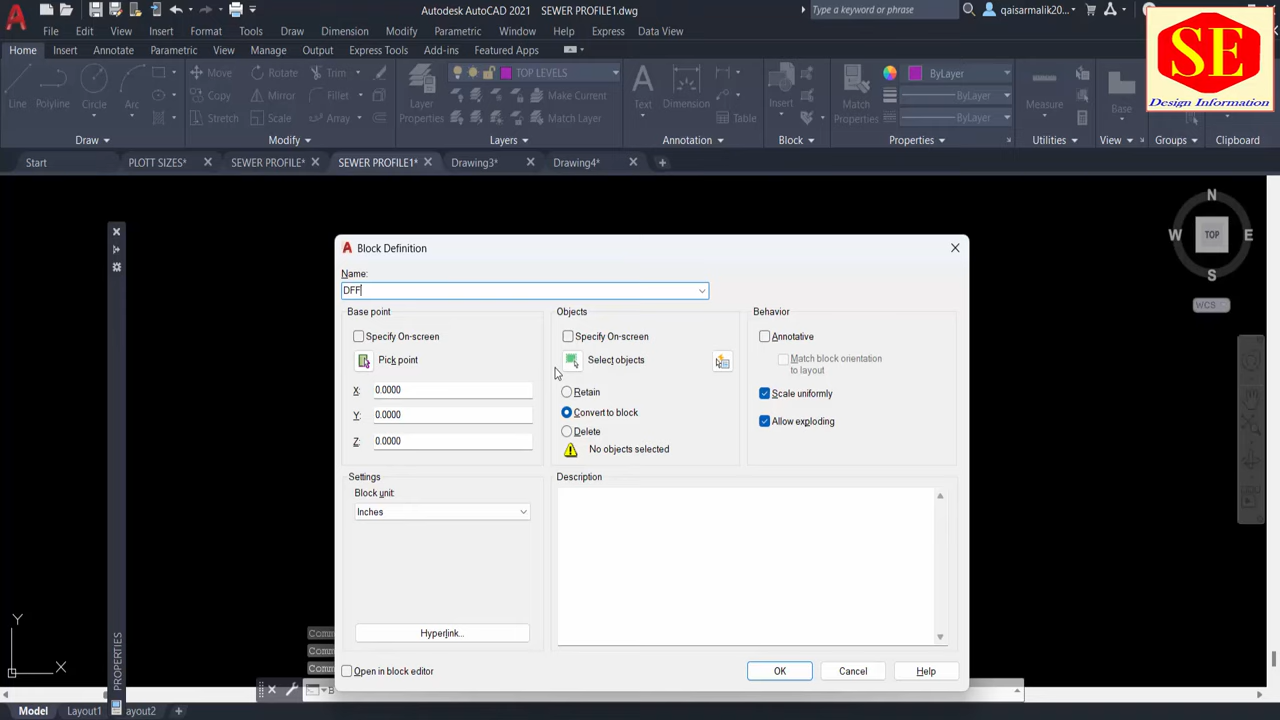 Autodesk AutoCAD 2021 SEWER PROFILE1.dwg
Type a keyword or phrase
qaisarmalik20...
File Edit View Insert Format Tools Draw Dimension Modify Parametric Window Help Express Data View
Home Insert Annotate Parametric View Manage Output Collaborate Express Tools Add-ins Featured Apps
SE
Design Information
Line Polyline Circle Arc
Move Rotate Trim
Copy Mirror Fillet
Stretch Scale Array
Layer Properties
TOP LEVELS
Make Current
Match Layer
Text Dimension
Table
Insert
Match Properties
ByLayer
ByLayer
ByLayer
Measure
Base
Draw Modify Layers Annotation Block Properties Groups Utilities Clipboard View
Start PLOTT SIZES* SEWER PROFILE* SEWER PROFILE1* Drawing3* Drawing4*
N
W TOP E
S
WCS
Block Definition
Name:
DFF
Base point
Specify On-screen
Pick point
X: 0.0000
Y: 0.0000
Z: 0.0000
Objects
Specify On-screen
Select objects
Retain
Convert to block
Delete
No objects selected
Behavior
Annotative
Match block orientation
to layout
Scale uniformly
Allow exploding
Settings
Block unit:
Inches
Hyperlink...
Description
Open in block editor
OK Cancel Help
Comm
Comm
Comm
PROPERTIES
Y
X
Model Layout1 ayout2